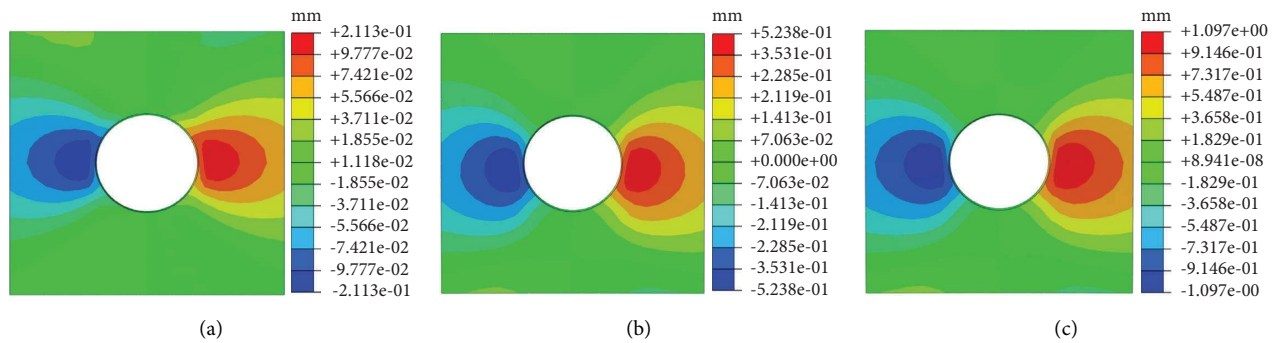 mm
+2.113e-01
+9.777e-02
+7.421e-02
+5.566e-02
+3.711e-02
+1.855e-02
+1.118e-02
-1.855e-02
-3.711e-02
-5.566e-02
-7.421e-02
-9.777e-02
-2.113e-01
(a)
mm
+5.238e-01
+3.531e-01
+2.285e-01
+2.119e-01
+1.413e-01
+7.063e-02
+0.000e+00
-7.063e-02
-1.413e-01
-2.119e-01
-2.285e-01
-3.531e-01
-5.238e-01
(b)
mm
+1.097e+00
+9.146e-01
+7.317e-01
+5.487e-01
+3.658e-01
+1.829e-01
+8.941e-08
-1.829e-01
-3.658e-01
-5.487e-01
-7.317e-01
-9.146e-01
-1.097e-00
(c)